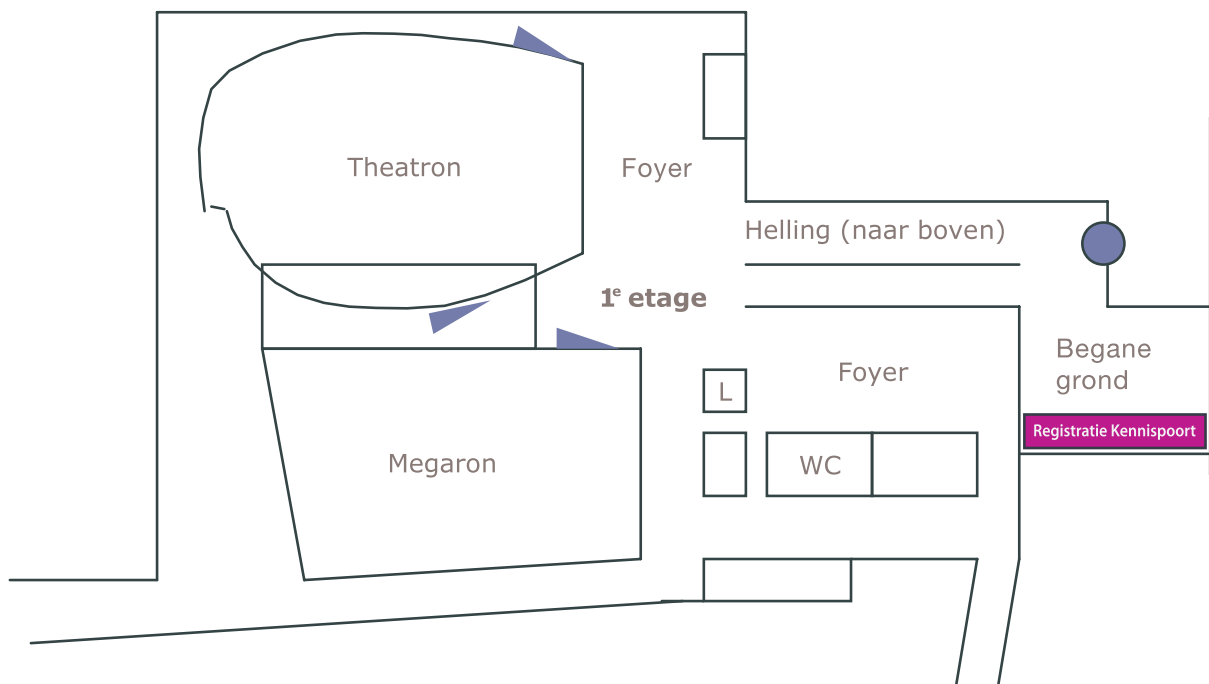 Theatron
Foyer
Helling (naar boven)
1e etage
Begane
grond
Foyer
L
Registratie Kennispoort
Megaron
WC